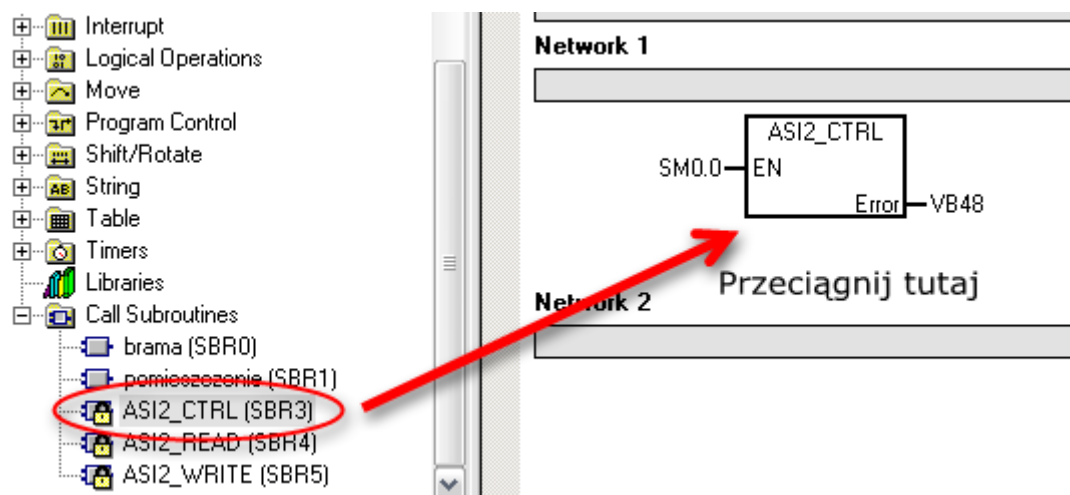 Interrupt
Logical Operations
Move
Program Control
Shift/Rotate
String
Table
Timers
Libraries
Call Subroutines
brama (SBR0)
pomieszczenie (SBR1)
ASI2_CTRL (SBR3)
ASI2_READ (SBR4)
ASI2_WRITE (SBR5)
Network 1
ASI2_CTRL
SM0.0 EN
Error VB48
Przeciągnij tutaj
Network 2